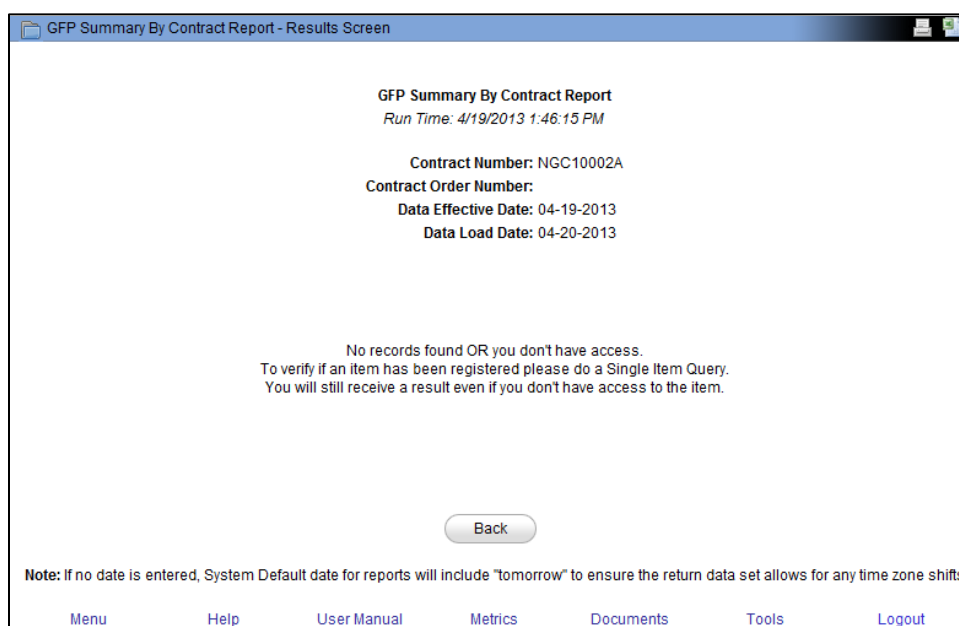 GFP Summary By Contract Report - Results Screen
GFP Summary By Contract Report
Run Time: 4/19/2013 1:46:15 PM
Contract Number: NGC10002A
Contract Order Number:
Data Effective Date: 04-19-2013
Data Load Date: 04-20-2013
No records found OR you don't have access.
To verify if an item has been registered please do a Single Item Query.
You will still receive a result even if you don't have access to the item.
Back
Note: If no date is entered, System Default date for reports will include "tomorrow" to ensure the return data set allows for any time zone shifts
Menu Help User Manual Metrics Documents Tools Logout